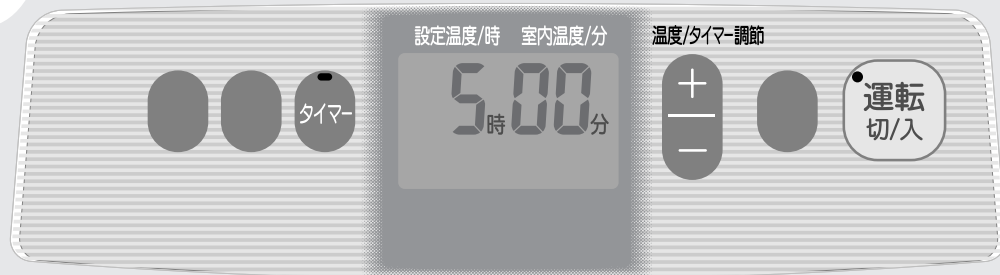 設定温度/時 室内温度/分
温度/タイマー調節
タイマー
5時00分
+
−
運転
切/入